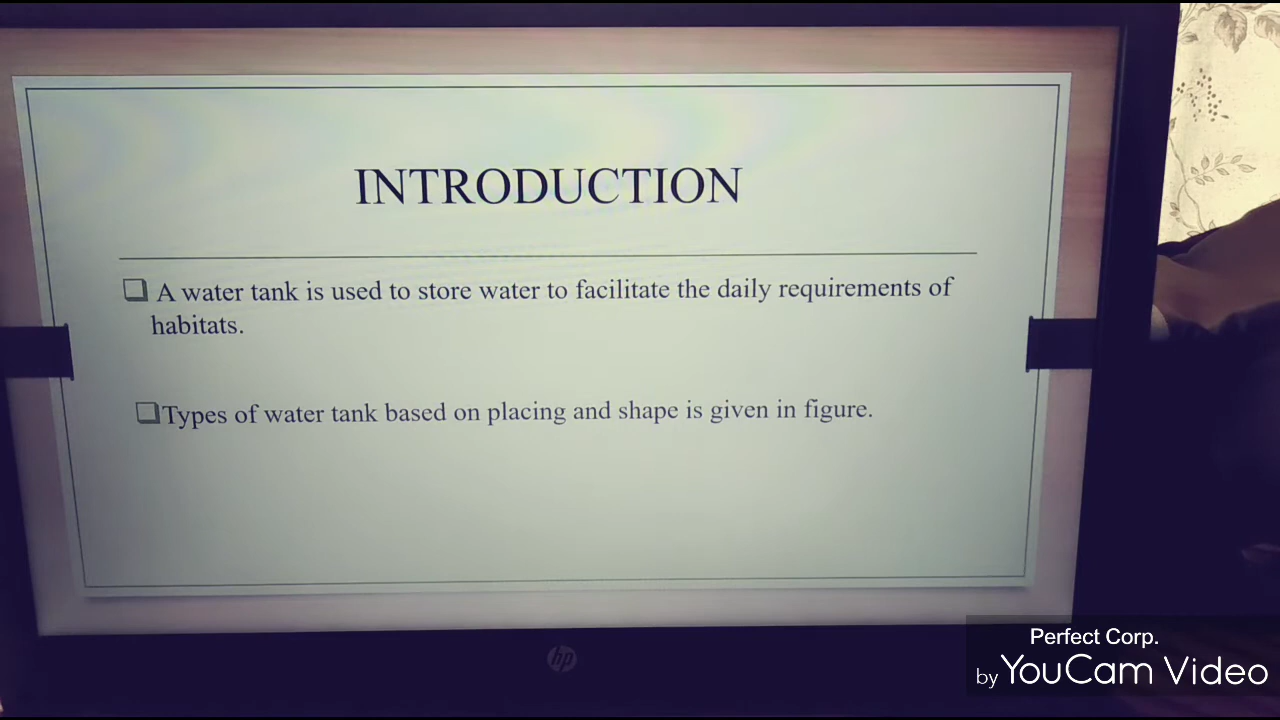 INTRODUCTION
A water tank is used to store water to facilitate the daily requirements of
habitats.
Types of water tank based on placing and shape is given in figure.
hp
Perfect Corp.
by YouCam Video